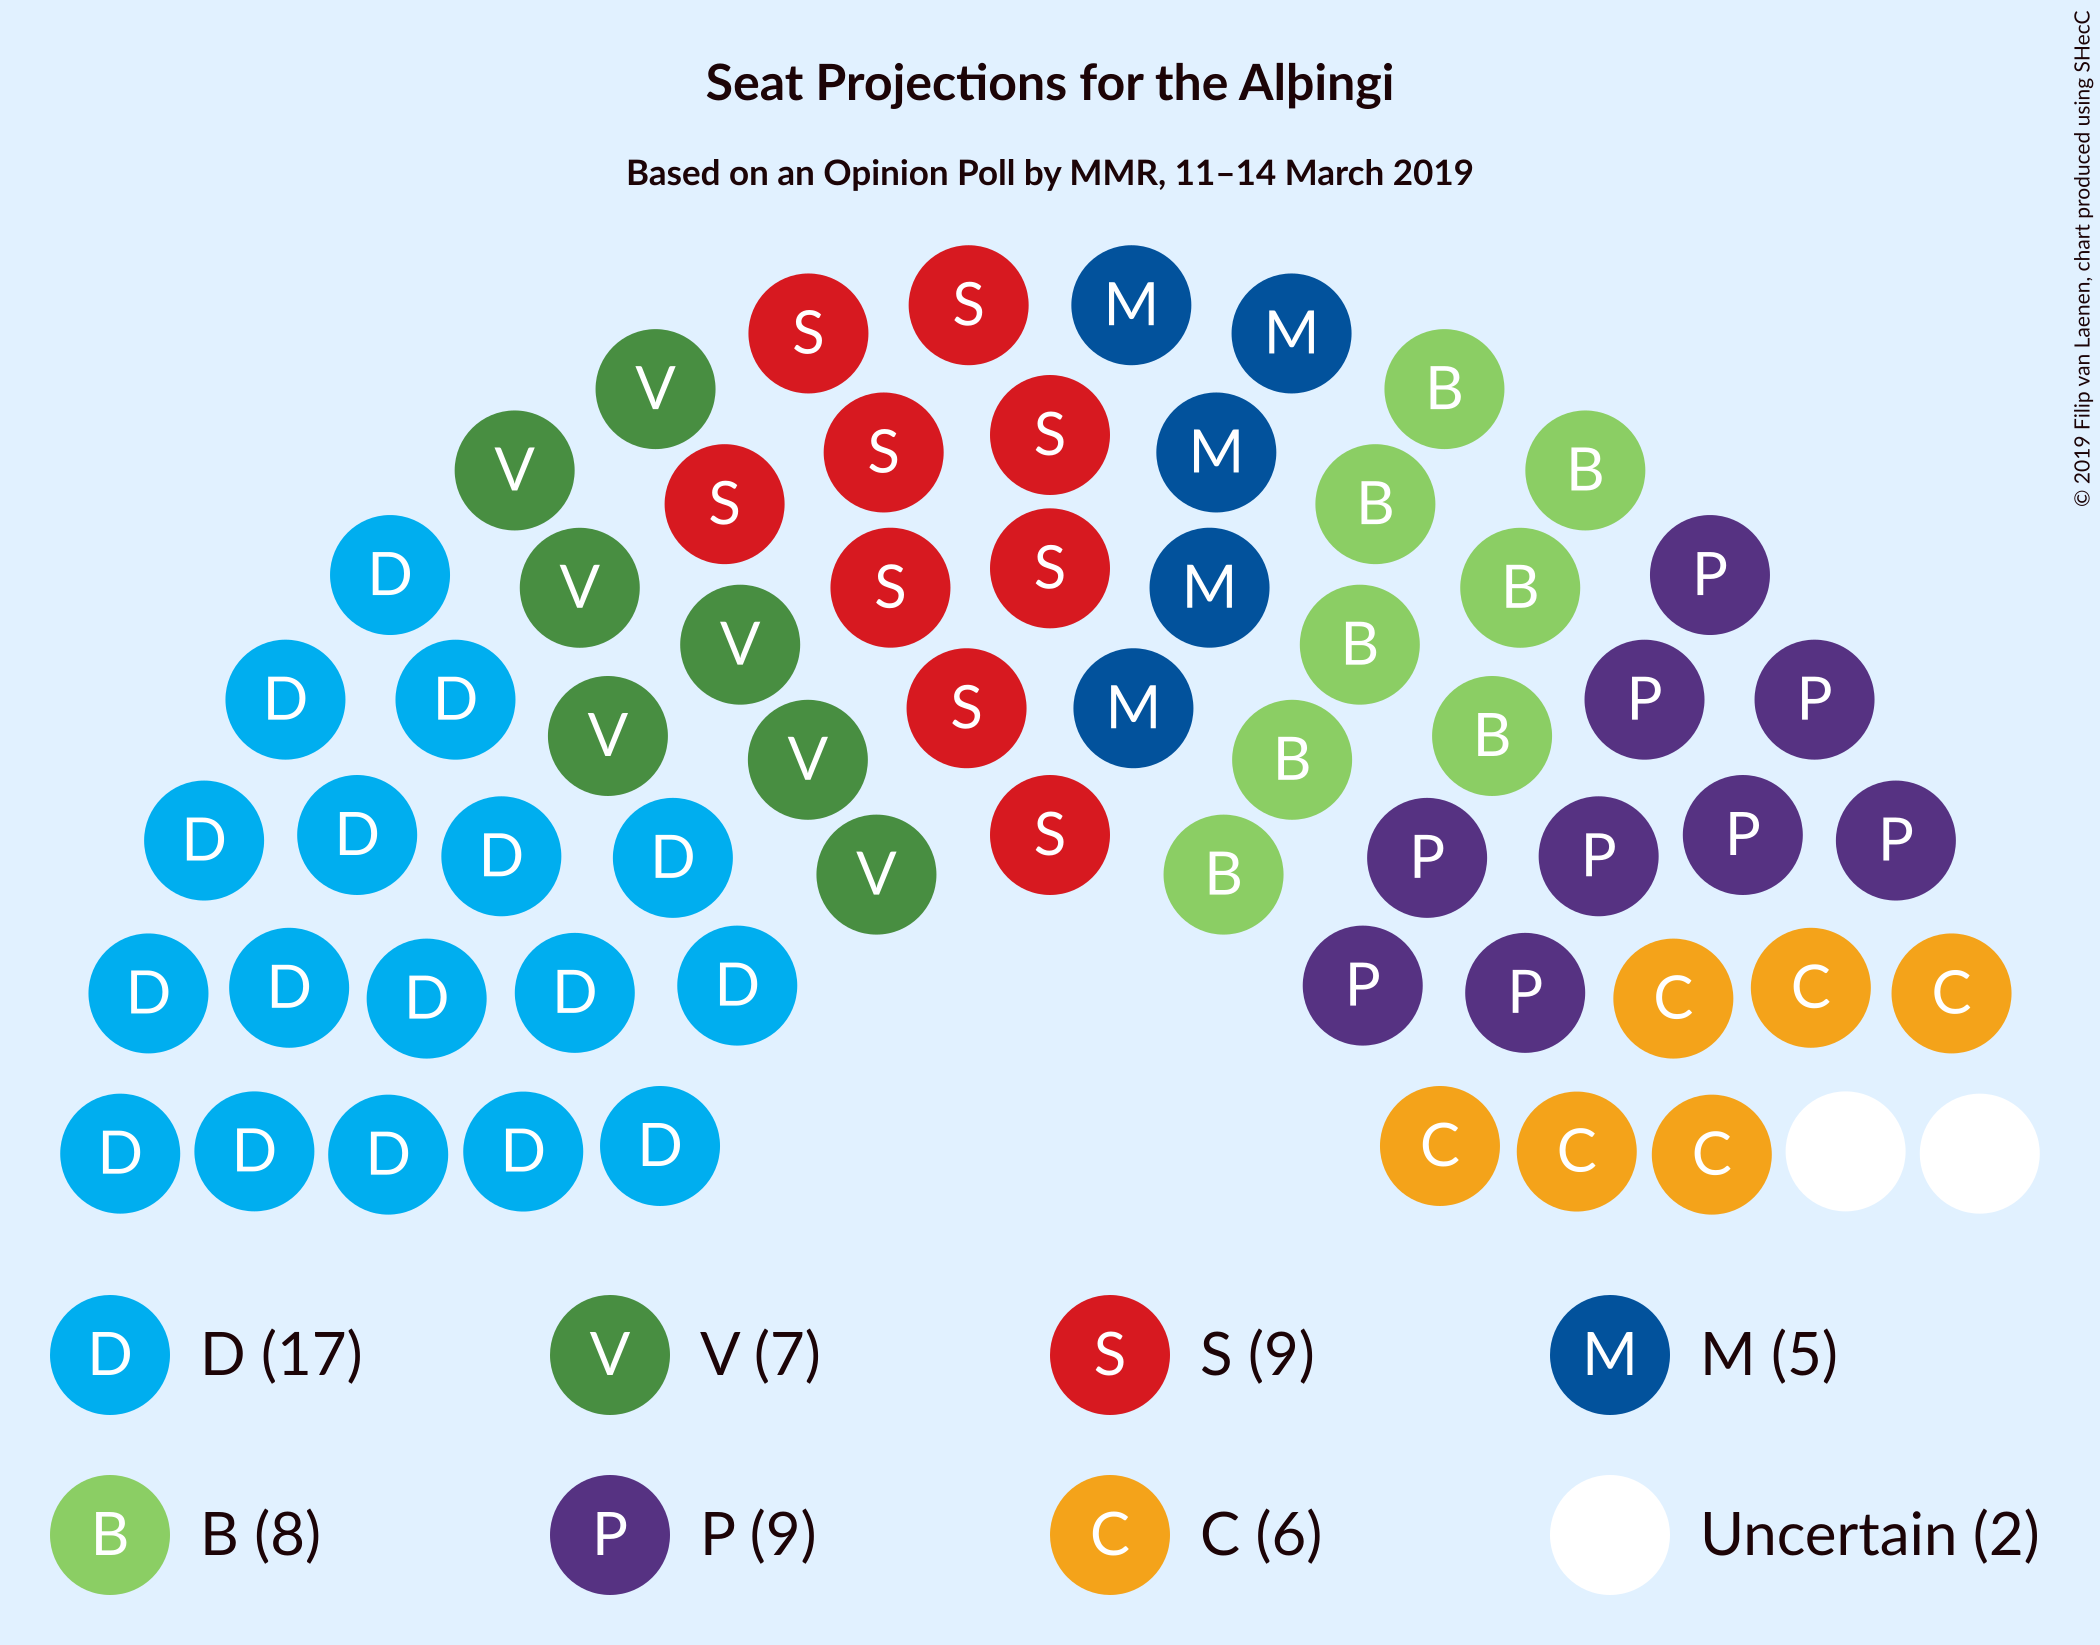 Seat Projections for the Alþingi
Based on an Opinion Poll by MMR, 11–14 March 2019
© 2019 Filip van Laenen, chart produced using SHecC
S S M M
V S S M B
V S B B
V S S M B
D V B P
D D V S M B P P
V B
D D D D S P P P P
V B
D D D D D P P C C C
D D D D D C C C
D D (17) V V (7) S S (9) M M (5)
B B (8) P P (9) C C (6) Uncertain (2)